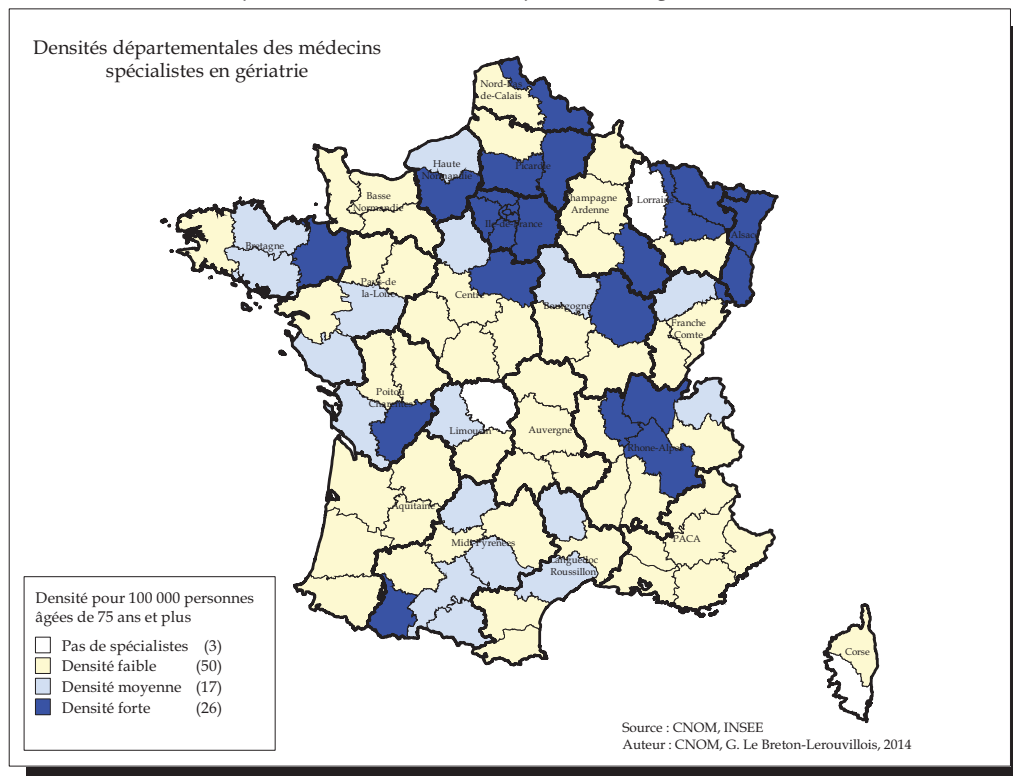 Densités départementales des médecins
spécialistes en gériatrie
Nord-Pas
de-Calais
Haute
Normandie
Picardie
Basse
Normandie
Champagne
Ardenne
Lorraine
Ile-de-France
Alsace
Bretagne
Pays-de
la-Loire
Centre
Bourgogne
Franche
Comte
Poitou
Charentes
Limousin
Auvergne
Rhone-Alpes
Aquitaine
Midi-Pyrenees
PACA
Languedoc
Roussillon
Corse
Densité pour 100 000 personnes
âgées de 75 ans et plus
Pas de spécialistes (3)
Densité faible (50)
Densité moyenne (17)
Densité forte (26)
Source : CNOM, INSEE
Auteur : CNOM, G. Le Breton-Lerouvillois, 2014